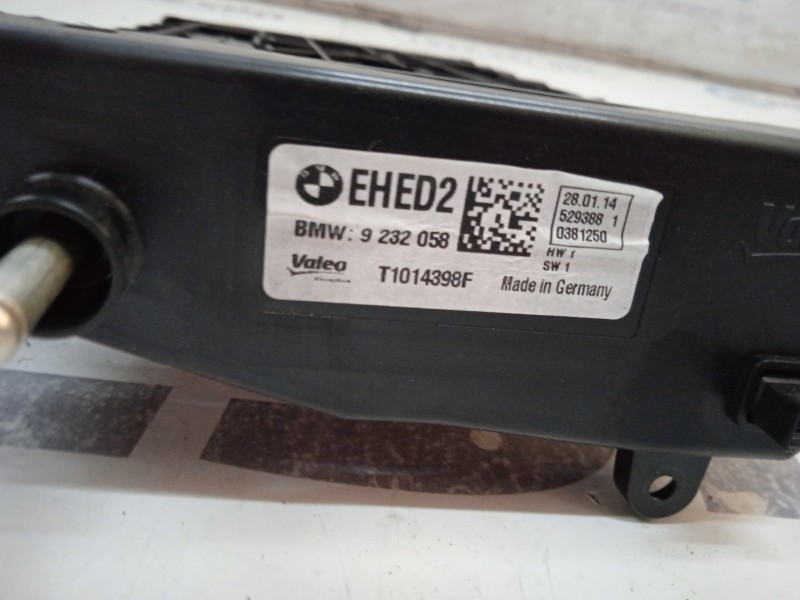 EHED2
BMW: 9 232 058
Valeo
T1014398F
28.01.14
529388 1
0381250
HW 1
SW 1
Made in Germany